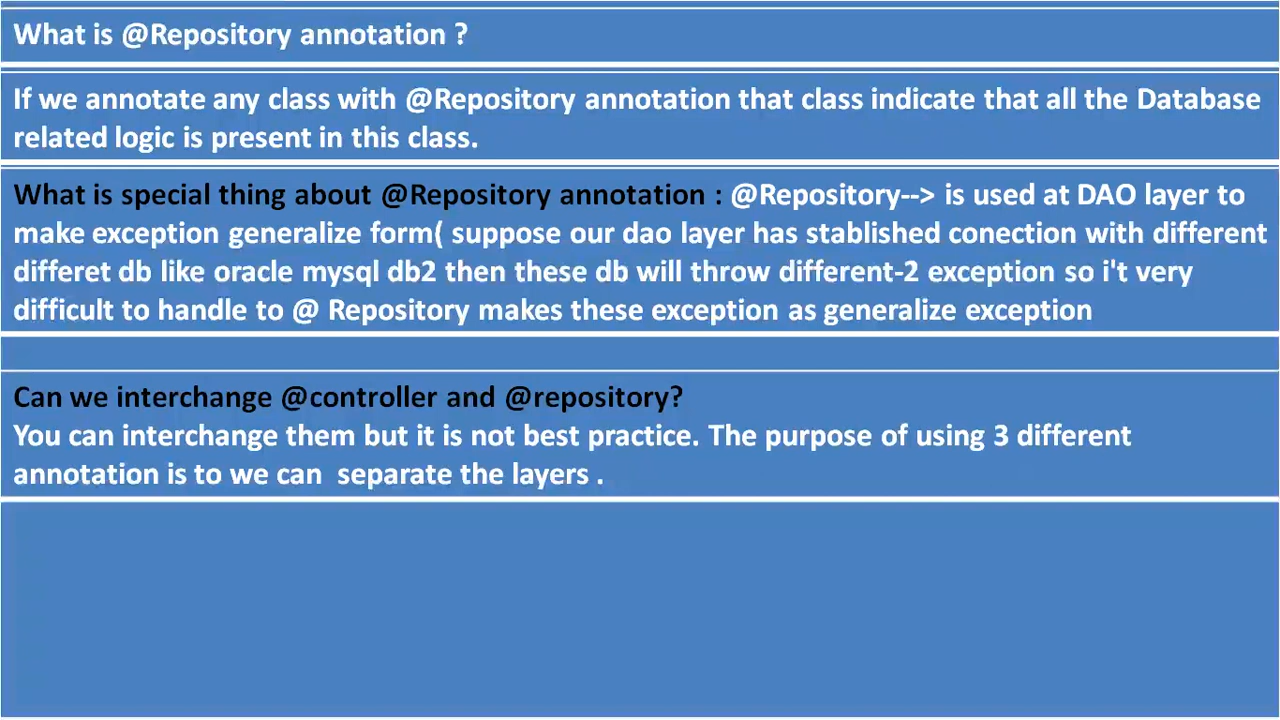 What is @Repository annotation ?
If we annotate any class with @Repository annotation that class indicate that all the Database
related logic is present in this class.
What is special thing about @Repository annotation : @Repository--> is used at DAO layer to
make exception generalize form( suppose our dao layer has stablished conection with different
differet db like oracle mysql db2 then these db will throw different-2 exception so i't very
difficult to handle to @ Repository makes these exception as generalize exception
Can we interchange @controller and @repository?
You can interchange them but it is not best practice. The purpose of using 3 different
annotation is to we can  separate the layers .